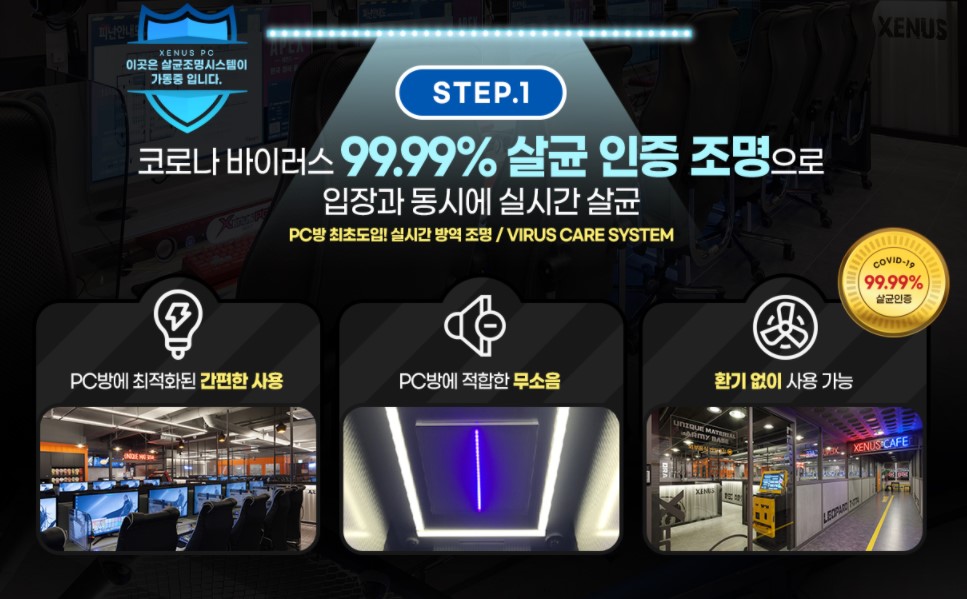 XENUS
XENUS PC
이곳은 살균조명시스템이
가동중 입니다.
STEP.1
코로나 바이러스 99.99% 살균 인증 조명으로
입장과 동시에 실시간 살균
PC방 최초도입! 실시간 방역 조명 / VIRUS CARE SYSTEM
COVID-19
99.99%
살균인증
PC방에 최적화된 간편한 사용
PC방에 적합한 무소음
환기 없이 사용 가능
UNIQUE MATERIAL
ARMY BASE
XENUS CAFE
XENUS